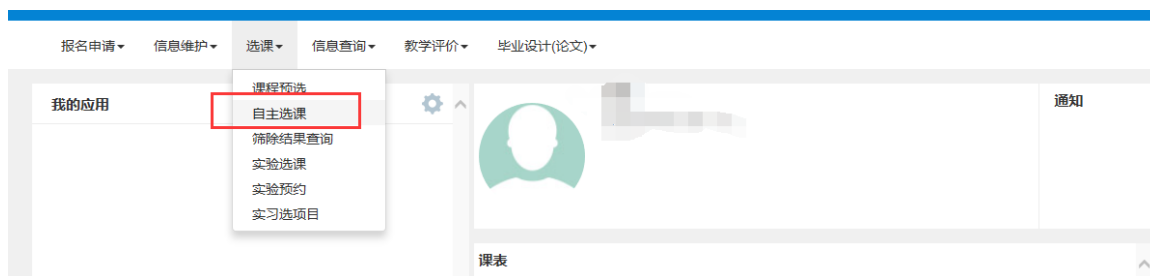 报名申请▾ 信息维护▾ 选课▾ 信息查询▾ 教学评价▾ 毕业设计(论文)▾
我的应用
课程预选
自主选课
筛除结果查询
实验选课
实验预约
实习选项目
通知
课表